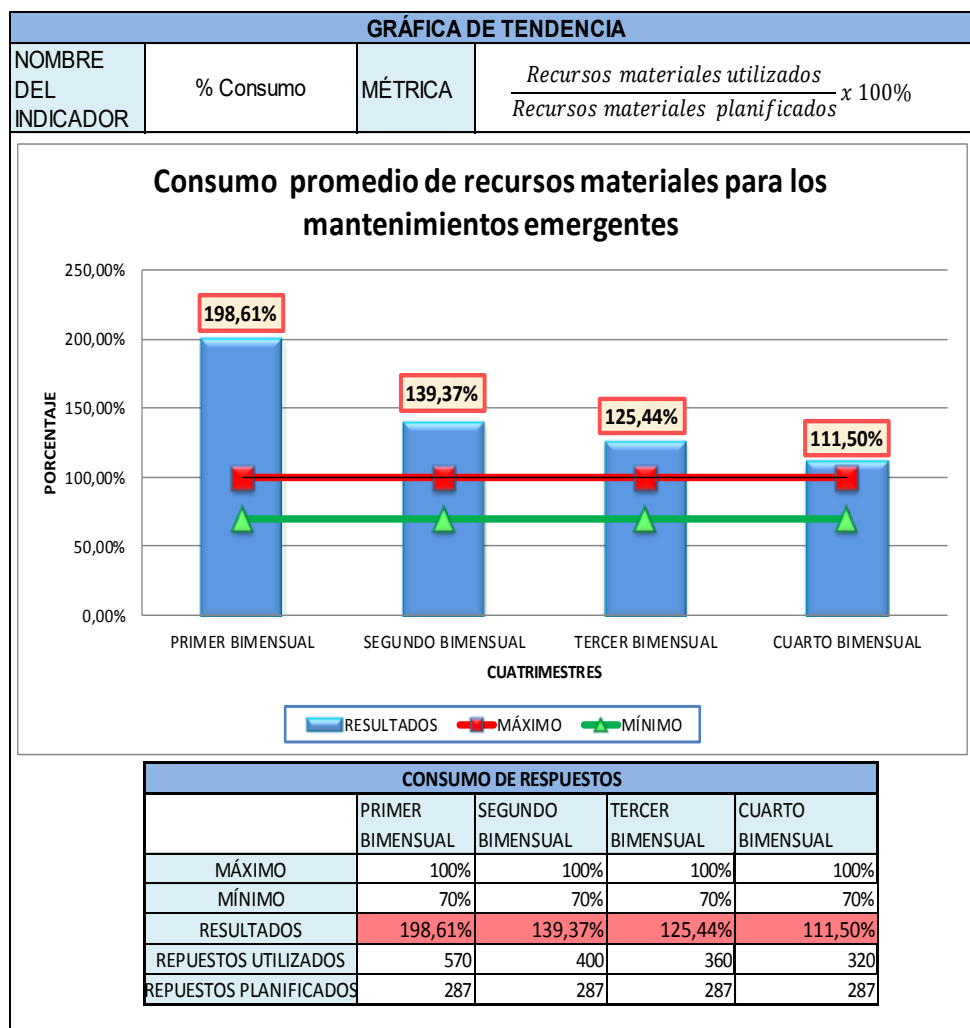 GRÁFICA DE TENDENCIA
NOMBRE
DEL
INDICADOR
% Consumo
MÉTRICA
Recursos materiales utilizados
Recursos materiales planificados
x 100%
Consumo promedio de recursos materiales para los
mantenimientos emergentes
250,00%
200,00%
150,00%
100,00%
50,00%
0,00%
PORCENTAJE
198,61%
139,37%
125,44%
111,50%
PRIMER BIMENSUAL SEGUNDO BIMENSUAL TERCER BIMENSUAL CUARTO BIMENSUAL
CUATRIMESTRES
RESULTADOS MÁXIMO MÍNIMO
CONSUMO DE RESPUESTOS
PRIMER SEGUNDO TERCER CUARTO
BIMENSUAL BIMENSUAL BIMENSUAL BIMENSUAL
MÁXIMO 100% 100% 100% 100%
MÍNIMO 70% 70% 70% 70%
RESULTADOS 198,61% 139,37% 125,44% 111,50%
REPUESTOS UTILIZADOS 570 400 360 320
REPUESTOS PLANIFICADOS 287 287 287 287